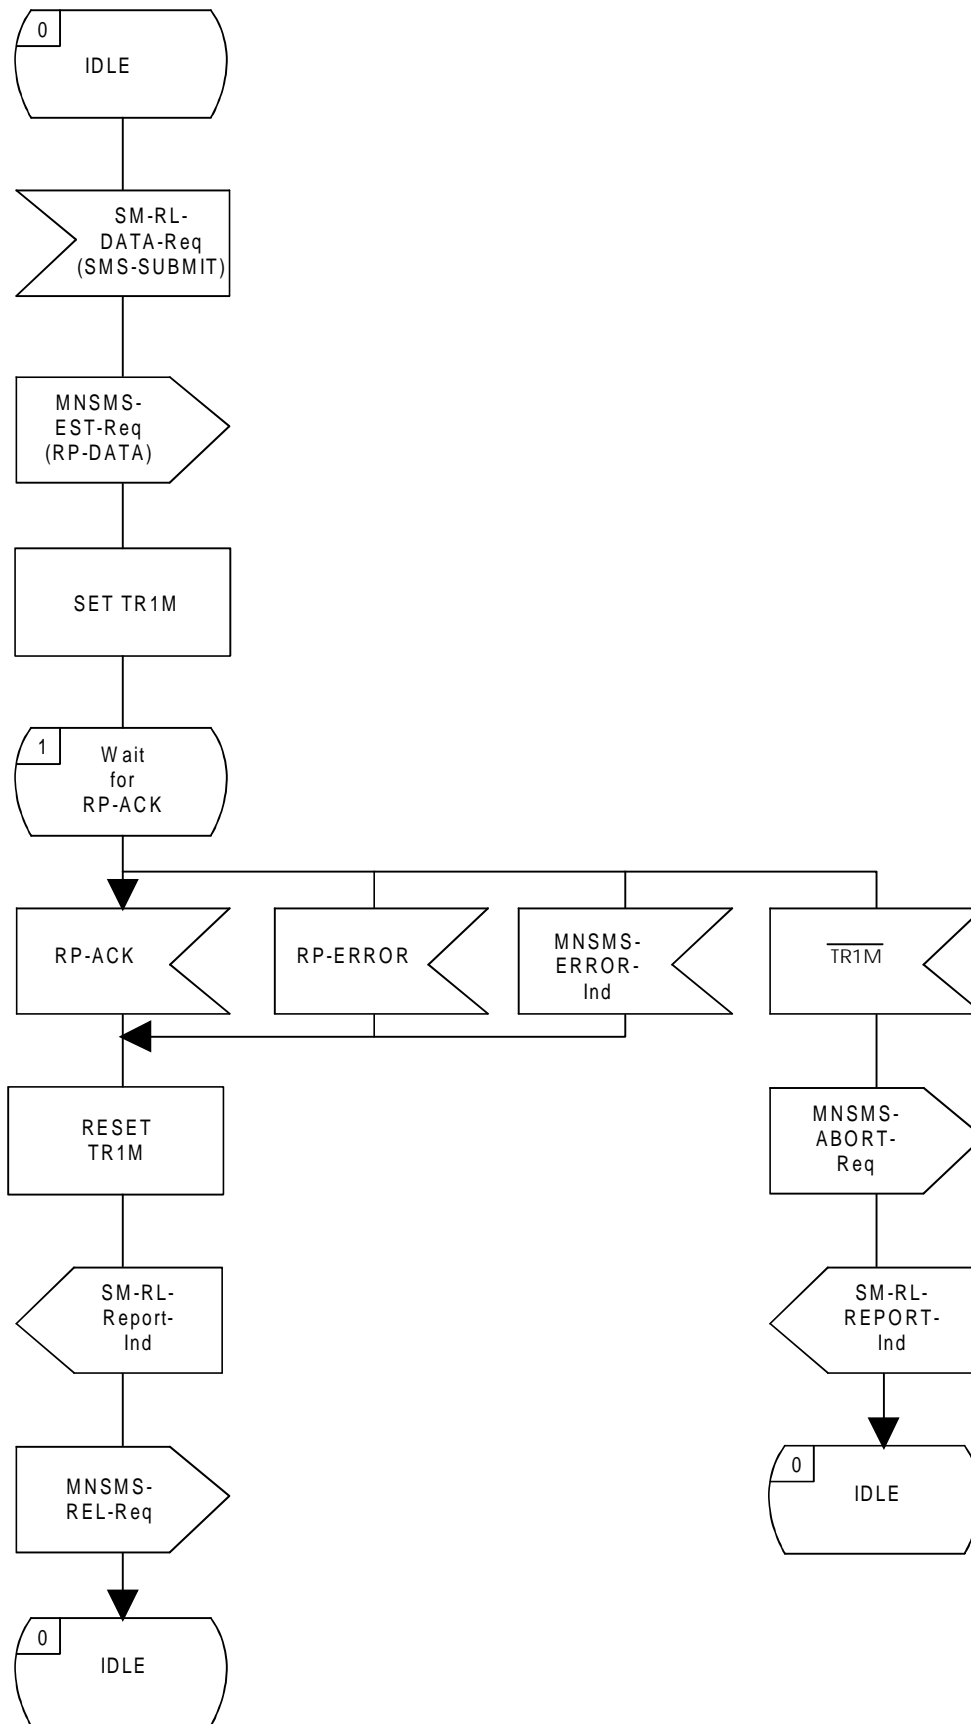 0
IDLE
SM-RL-
DATA-Req
(SMS-SUBMIT)
MNSMS-
EST-Req
(RP-DATA)
SET TR1M
1
Wait
for
RP-ACK
RP-ACK
RP-ERROR
MNSMS-
ERROR-
Ind
TR1M
RESET
TR1M
MNSMS-
ABORT-
Req
SM-RL-
Report-
Ind
SM-RL-
REPORT-
Ind
MNSMS-
REL-Req
0
IDLE
0
IDLE